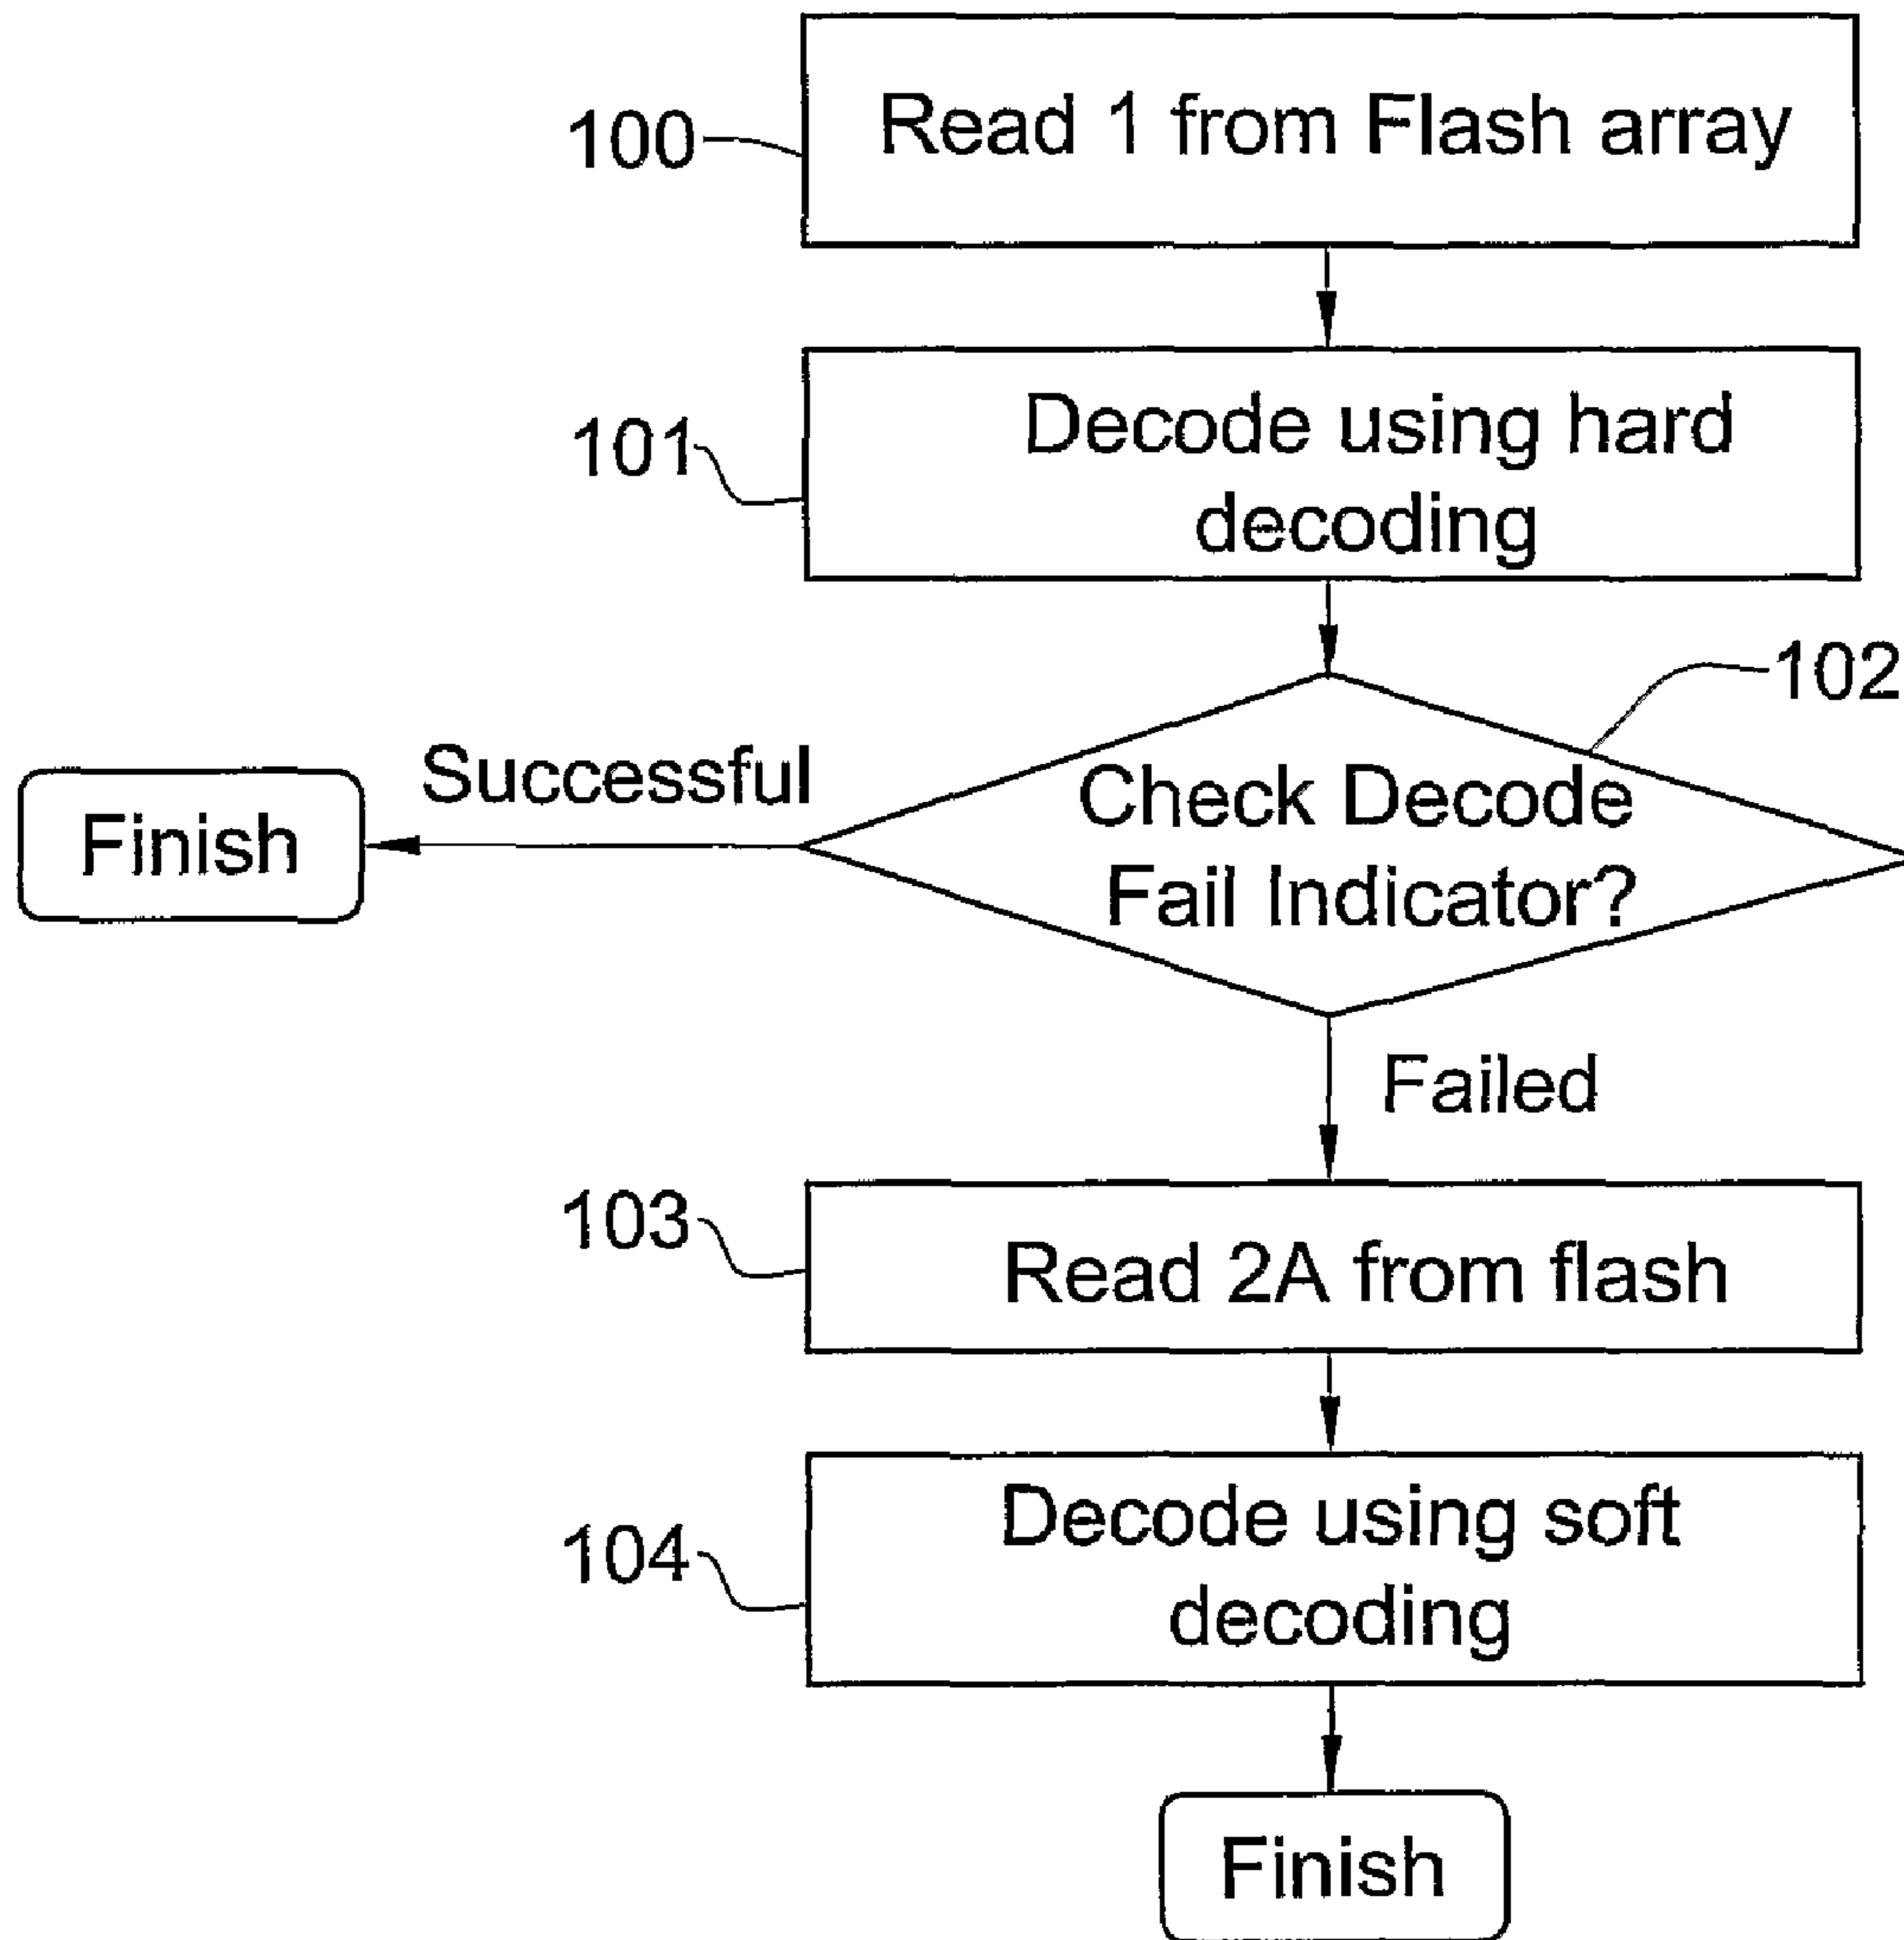 100
Read 1 from Flash array
101
Decode using hard
decoding
102
Successful
Check Decode
Fail Indicator?
Finish
Failed
103
Read 2A from flash
104
Decode using soft
decoding
Finish